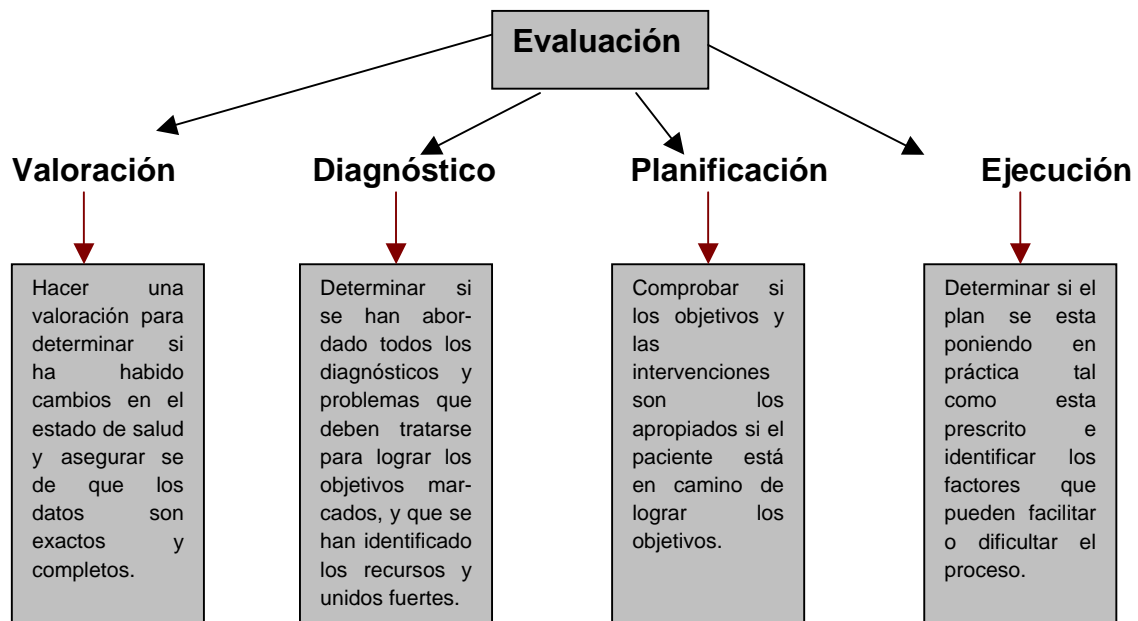 Evaluación
Valoración
Diagnóstico
Planificación
Ejecución
Hacer una
valoración para
determinar si
ha habido
cambios en el
estado de salud
y asegurar se
de que los
datos son
exactos y
completos.
Determinar si
se han abor-
dado todos los
diagnósticos y
problemas que
deben tratarse
para lograr los
objetivos mar-
cados, y que se
han identificado
los recursos y
unidos fuertes.
Comprobar si
los objetivos y
las
intervenciones
son los
apropiados si el
paciente está
en camino de
lograr los
objetivos.
Determinar si el
plan se esta
poniendo en
práctica tal
como esta
prescrito e
identificar los
factores que
pueden facilitar
o dificultar el
proceso.